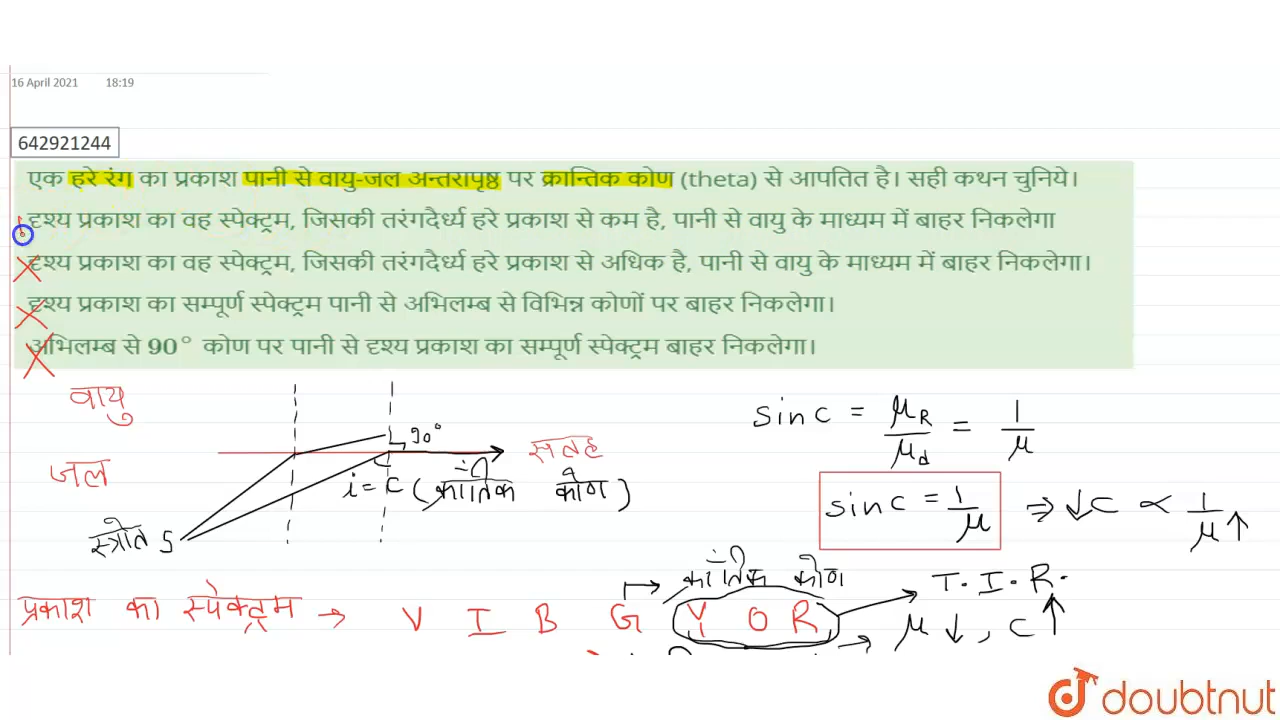 16 April 2021 18:19
642921244
एक हरे रंग का प्रकाश पानी से वायु-जल अन्तरापृष्ठ पर क्रान्तिक कोण (theta) से आपतित है। सही कथन चुनिये।
दृश्य प्रकाश का वह स्पेक्ट्रम, जिसकी तरंगदैर्ध्य हरे प्रकाश से कम है, पानी से वायु के माध्यम में बाहर निकलेगा
दृश्य प्रकाश का वह स्पेक्ट्रम, जिसकी तरंगदैर्ध्य हरे प्रकाश से अधिक है, पानी से वायु के माध्यम में बाहर निकलेगा।
दृश्य प्रकाश का सम्पूर्ण स्पेक्ट्रम पानी से अभिलम्ब से विभिन्न कोणों पर बाहर निकलेगा।
अभिलम्ब से 90° कोण पर पानी से दृश्य प्रकाश का सम्पूर्ण स्पेक्ट्रम बाहर निकलेगा।
वायु
sin c = μR/μd = 1/μ
90°
सतह
जल
i = c (क्रांतिक कोण)
sin c = 1/μ ⇒ ↓c ∝ 1/μ↑
स्त्रोत S
क्रांतिक कोण
T.I.R.
प्रकाश का स्पेक्ट्रम → V I B G Y O R
μ↓, c↑
doubtnut